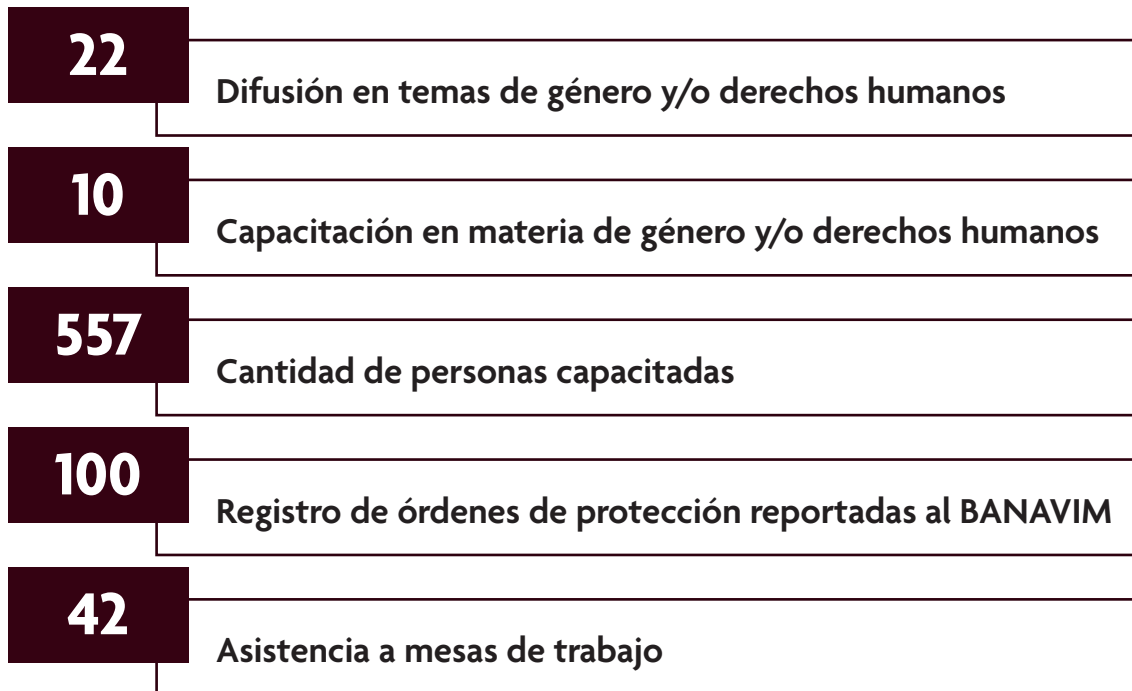 22
Difusión en temas de género y/o derechos humanos
10
Capacitación en materia de género y/o derechos humanos
557
Cantidad de personas capacitadas
100
Registro de órdenes de protección reportadas al BANAVIM
42
Asistencia a mesas de trabajo